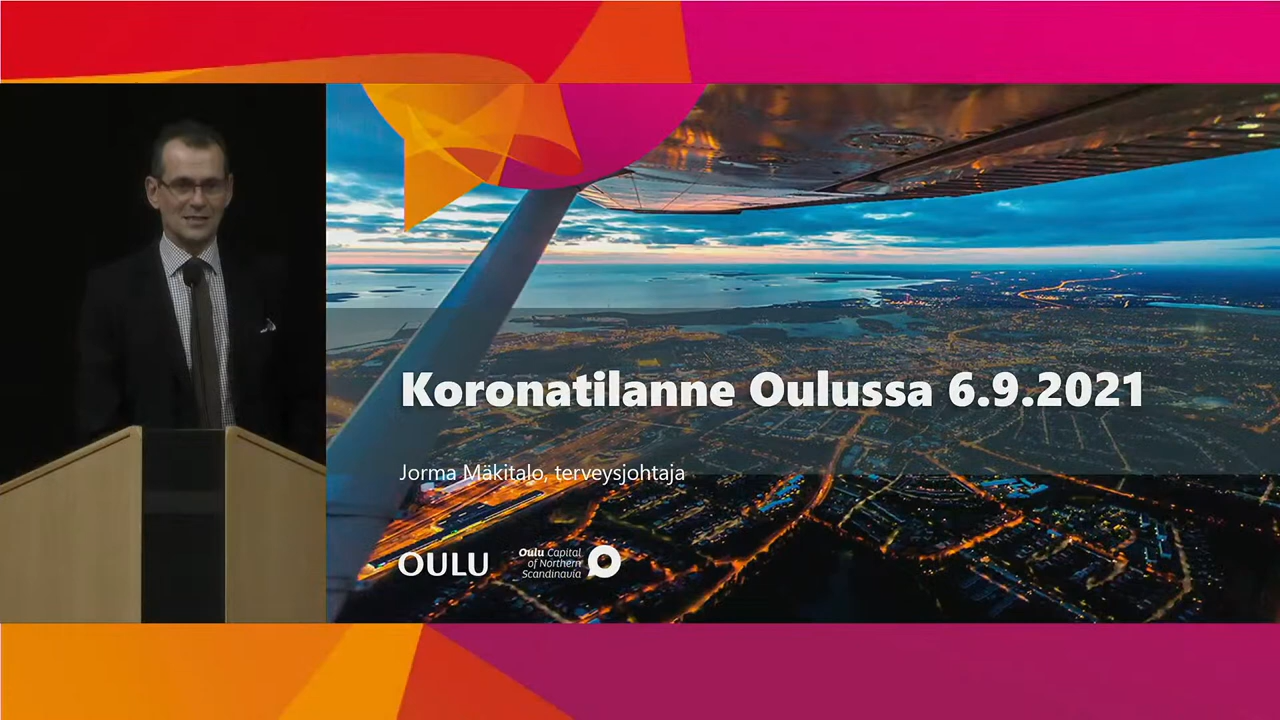 Koronatilanne Oulussa 6.9.2021
Jorma Mäkitalo, terveysjohtaja
OULU
Oulu Capital
of Northern
Scandinavia